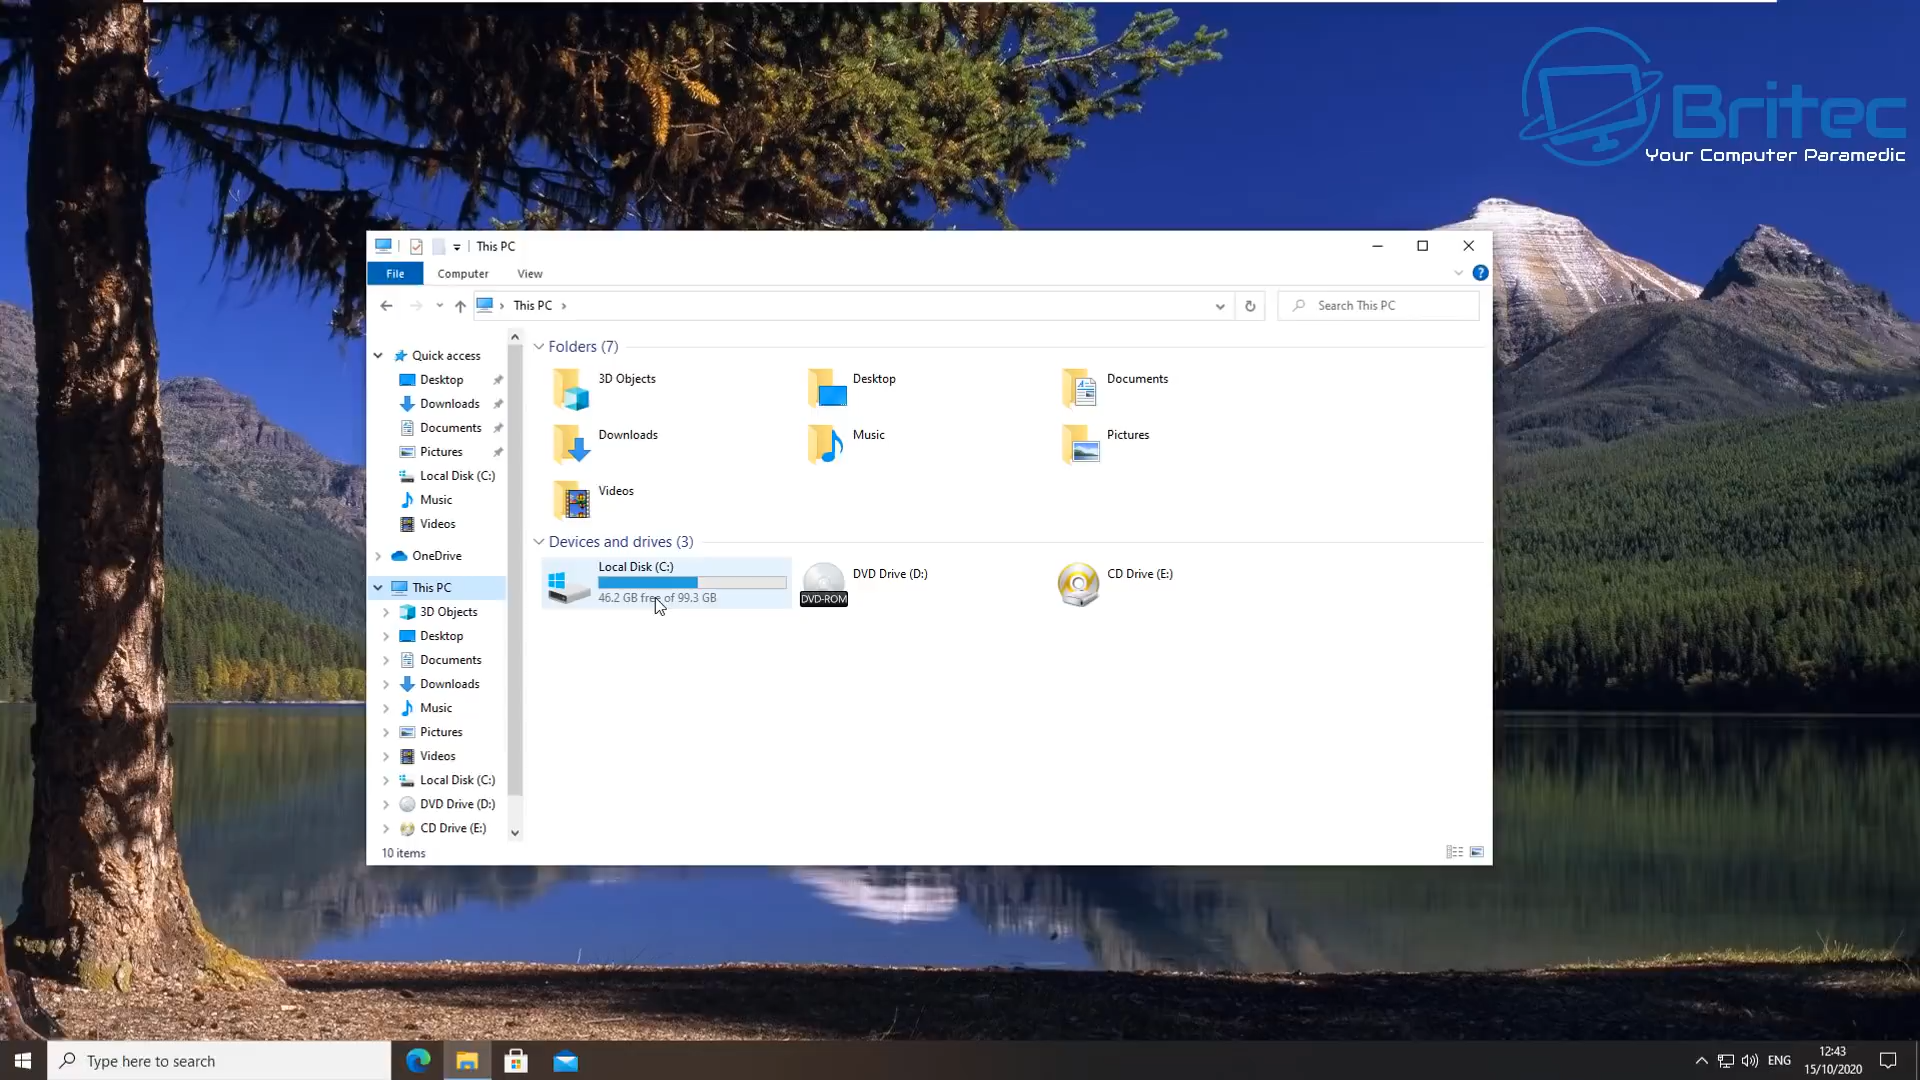 Britec
Your Computer Paramedic
This PC
File Computer View
This PC
Search This PC
Quick access
Desktop
Downloads
Documents
Pictures
Local Disk (C:)
Music
Videos
OneDrive
This PC
3D Objects
Desktop
Documents
Downloads
Music
Pictures
Videos
Local Disk (C:)
DVD Drive (D:)
CD Drive (E:)
Folders (7)
3D Objects
Desktop
Documents
Downloads
Music
Pictures
Videos
Devices and drives (3)
Local Disk (C:)
46.2 GB free of 99.3 GB
DVD Drive (D:)
DVD-ROM
CD Drive (E:)
10 items
Type here to search
ENG
12:43
15/10/2020